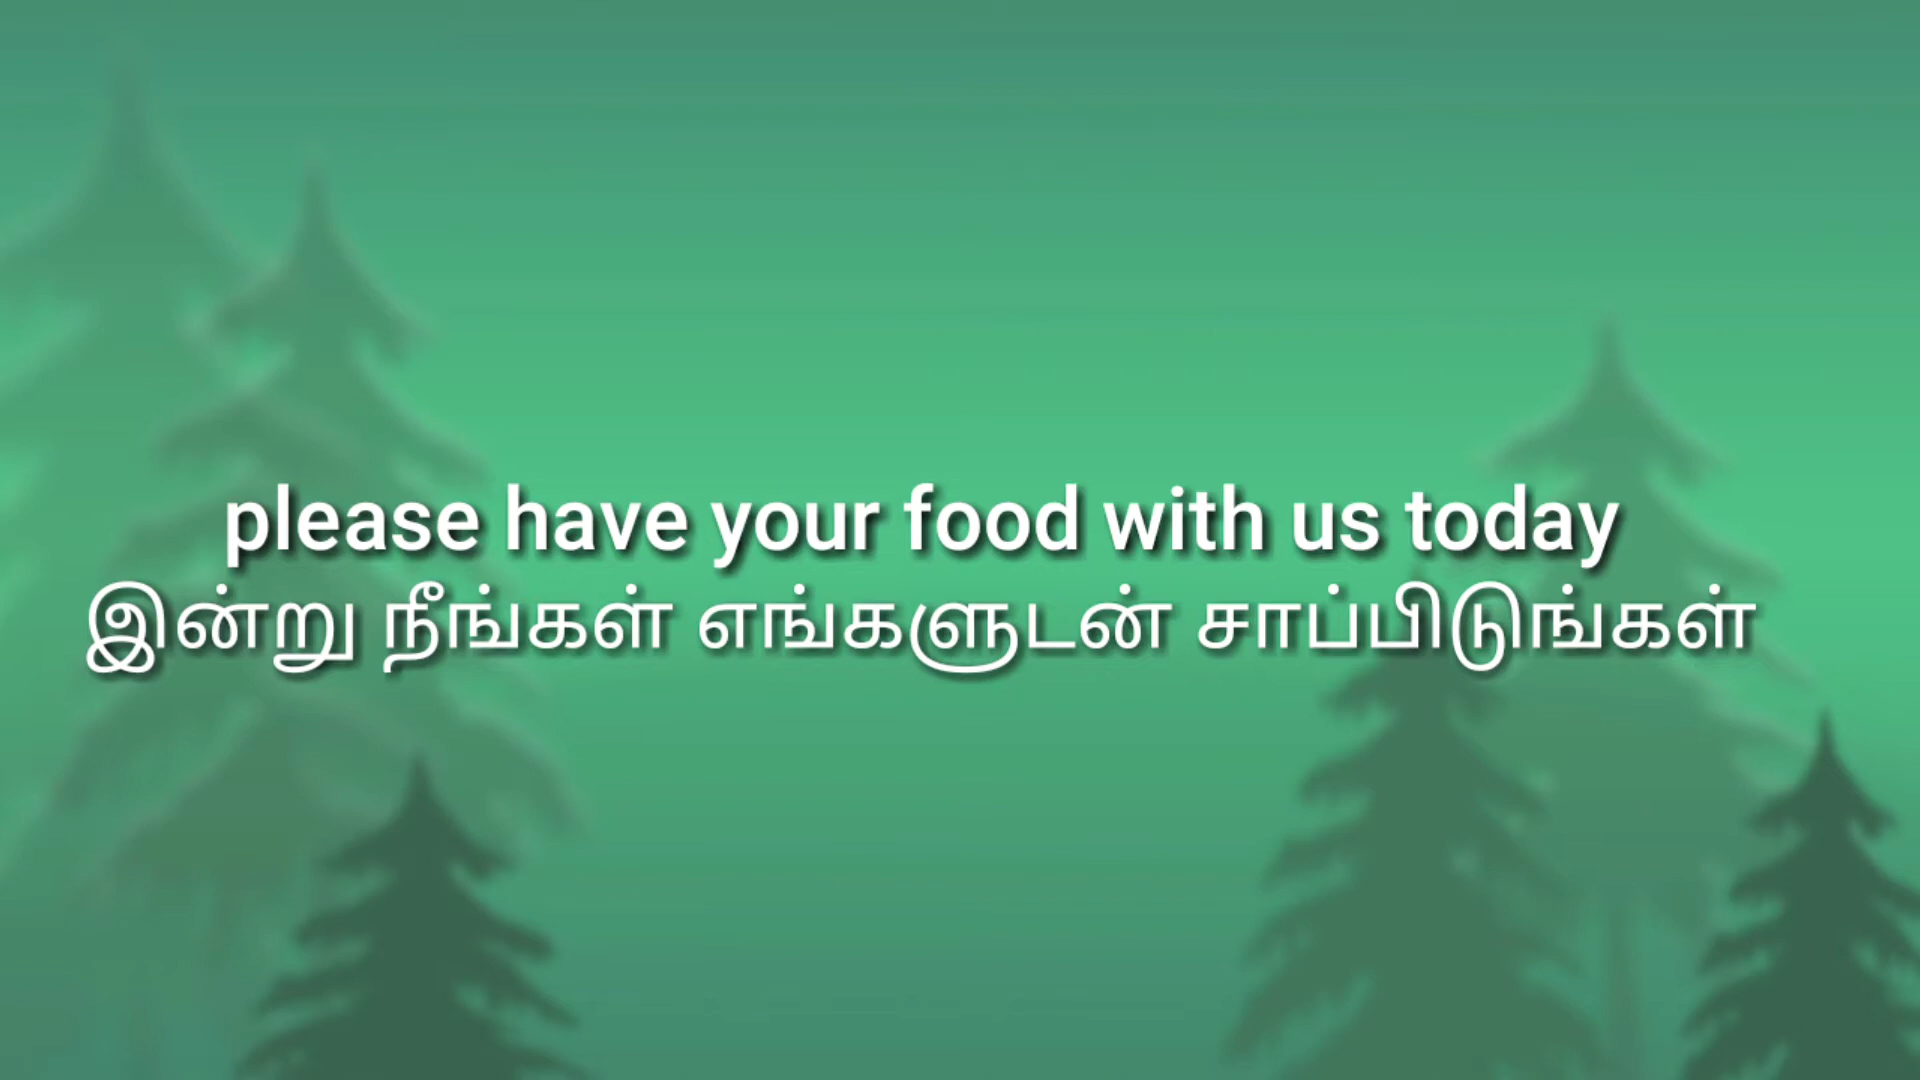 please have your food with us today
இன்று நீங்கள் எங்களுடன் சாப்பிடுங்கள்